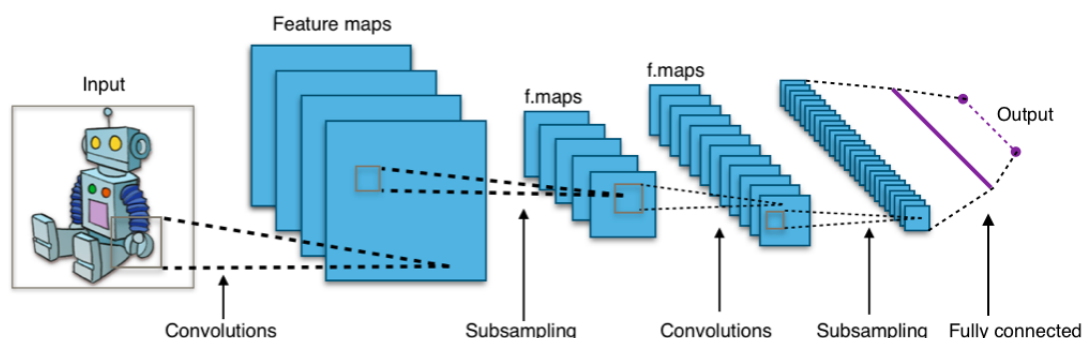 Feature maps
Input
f.maps
f.maps
Output
Convolutions
Subsampling
Convolutions
Subsampling
Fully connected